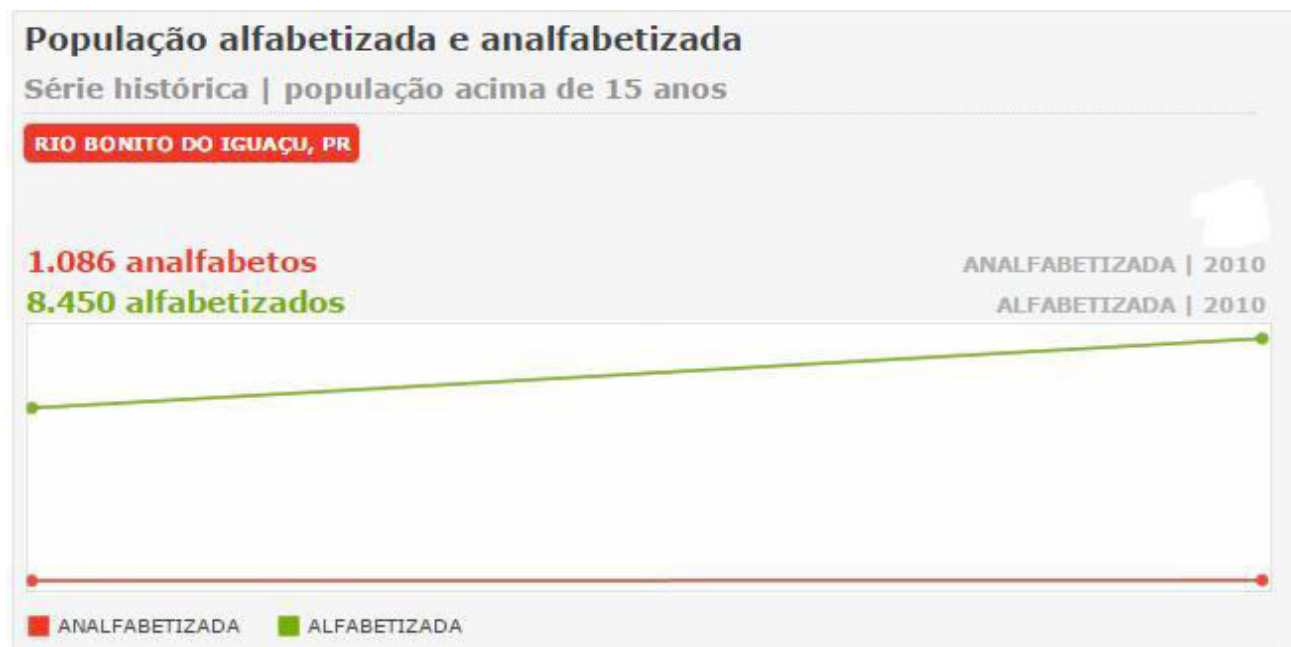 População alfabetizada e analfabetizada
Série histórica | população acima de 15 anos
RIO BONITO DO IGUAÇU, PR
1.086 analfabetos
ANALFABETIZADA | 2010
8.450 alfabetizados
ALFABETIZADA | 2010
ANALFABETIZADA
ALFABETIZADA